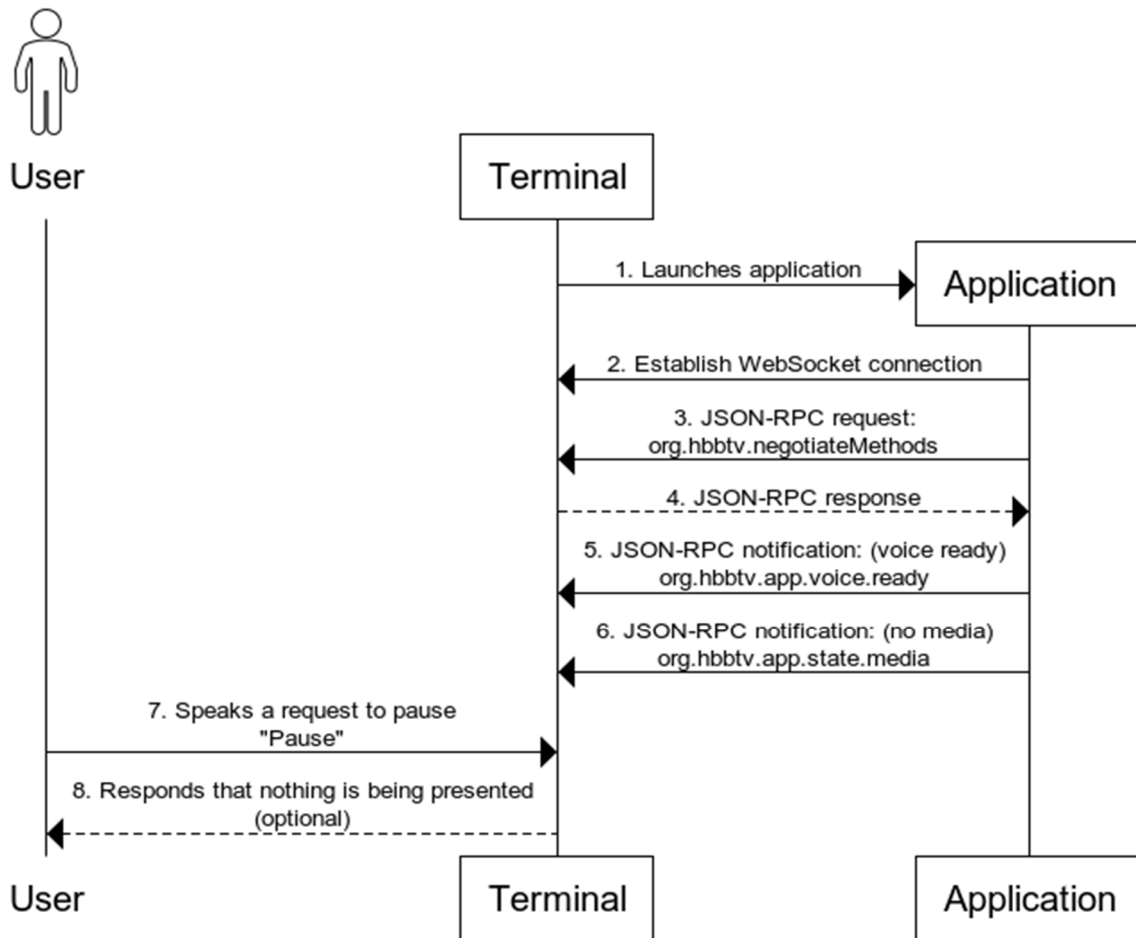 User
Terminal
1. Launches application
Application
2. Establish WebSocket connection
3. JSON-RPC request:
org.hbbtv.negotiateMethods
4. JSON-RPC response
5. JSON-RPC notification: (voice ready)
org.hbbtv.app.voice.ready
6. JSON-RPC notification: (no media)
org.hbbtv.app.state.media
7. Speaks a request to pause
"Pause"
8. Responds that nothing is being presented
(optional)
User
Terminal
Application